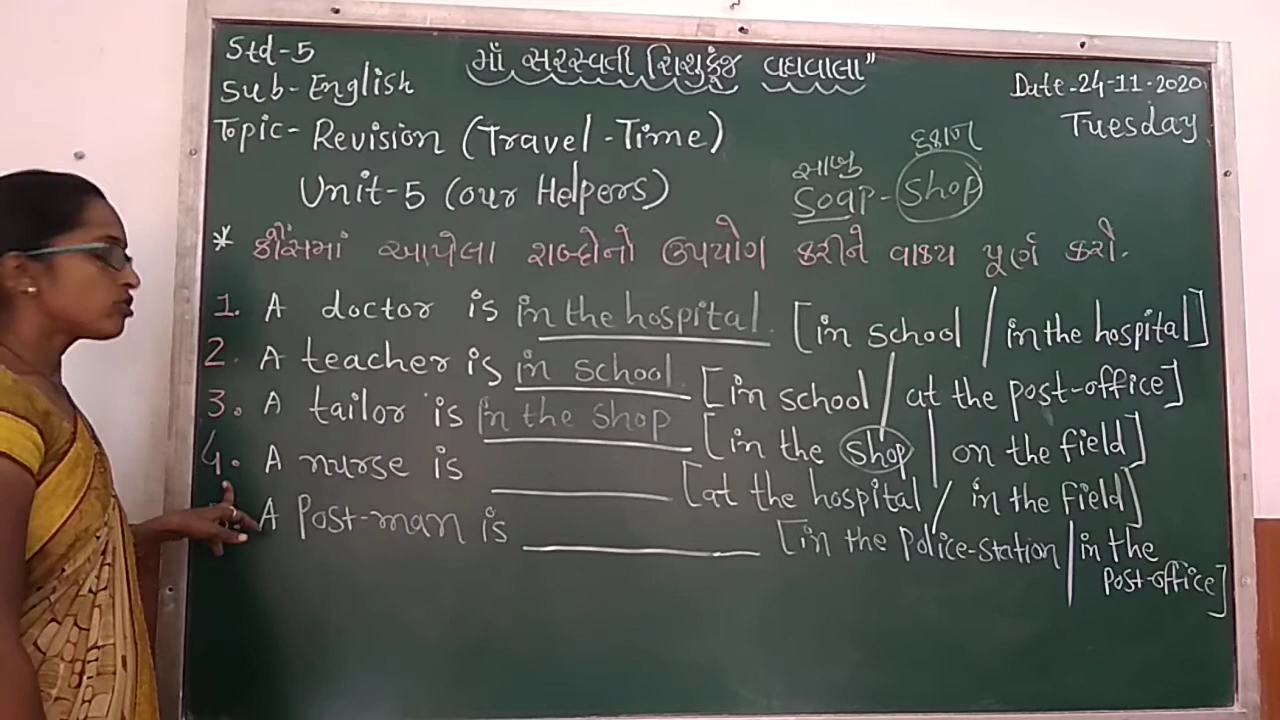 Std-5
Sub-English
માઁ સરસ્વતી શિશુકુંજ વઘવાલા"
Date-24-11-2020
Tuesday
Topic- Revision (Travel-Time)
Unit-5 (our Helpers)
સાબુ દુકાન
Soap - Shop
* કૌંસમાં આપેલા શબ્દોનો ઉપયોગ કરીને વાકય પૂર્ણ કરો.
1. A doctor is in the hospital. [in school / in the hospital]
2. A teacher is in school. [in school / at the post-office]
3. A tailor is in the shop [in the shop | on the field]
4. A nurse is ________ [at the hospital / in the field]
A Post-man is ________ [in the Police-station | in the
Post-office]